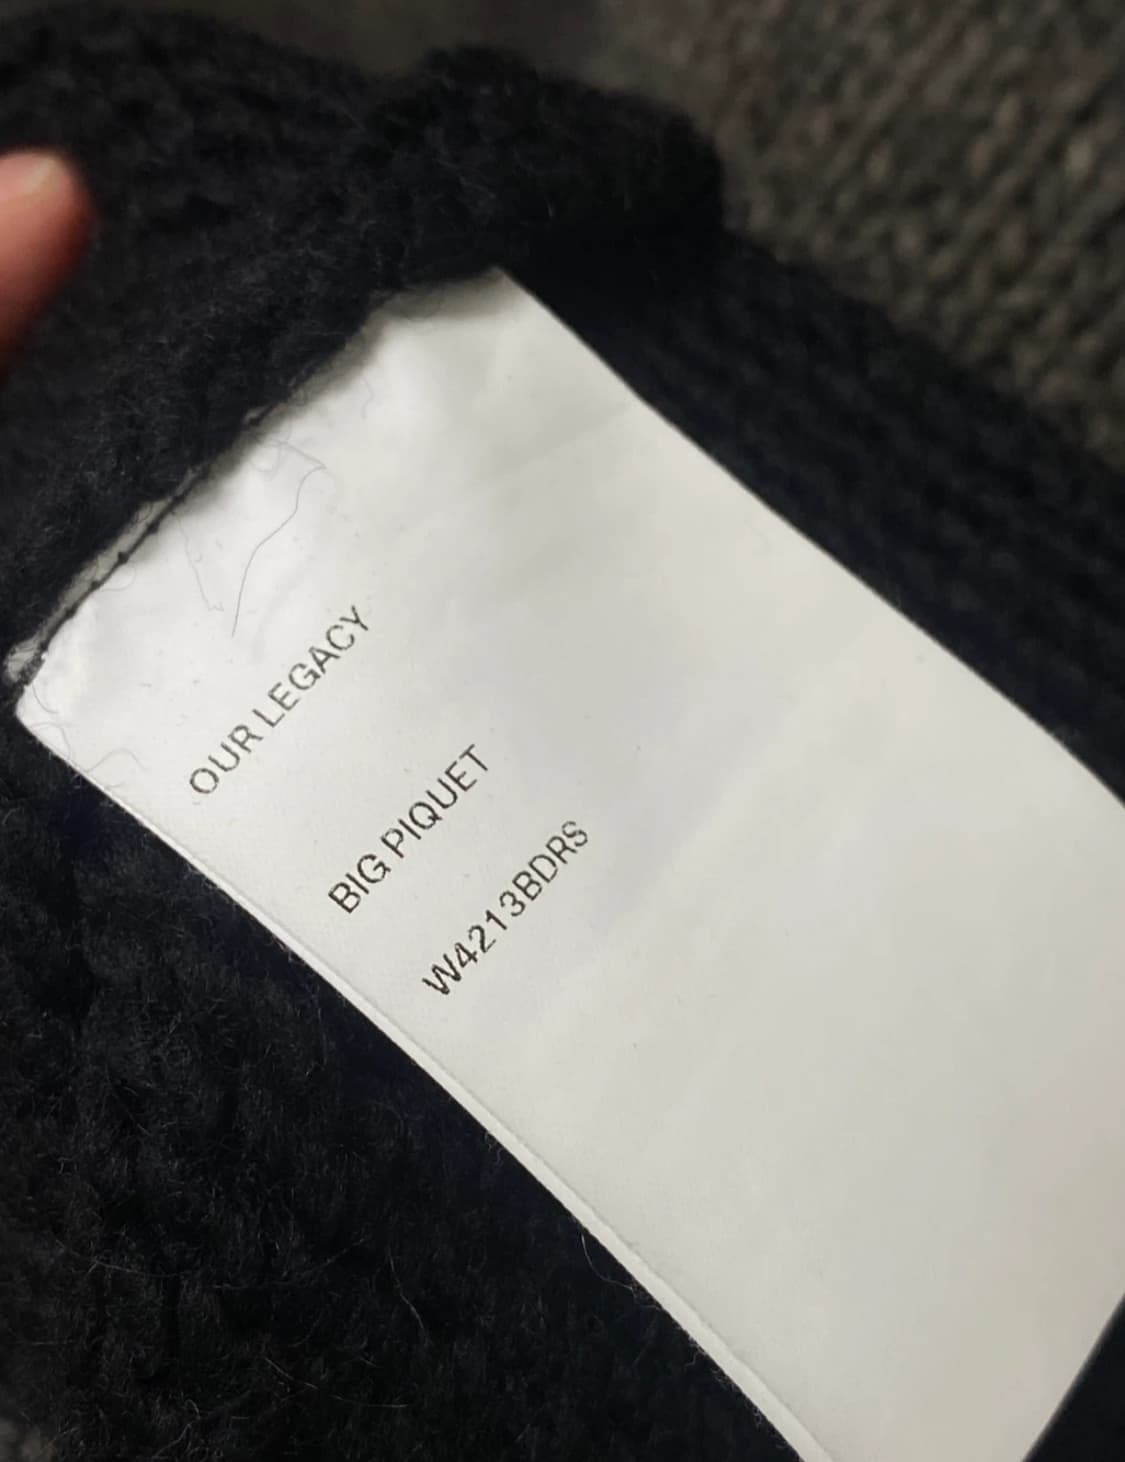 OUR LEGACY
BIG PIQUET
W4213BDRS